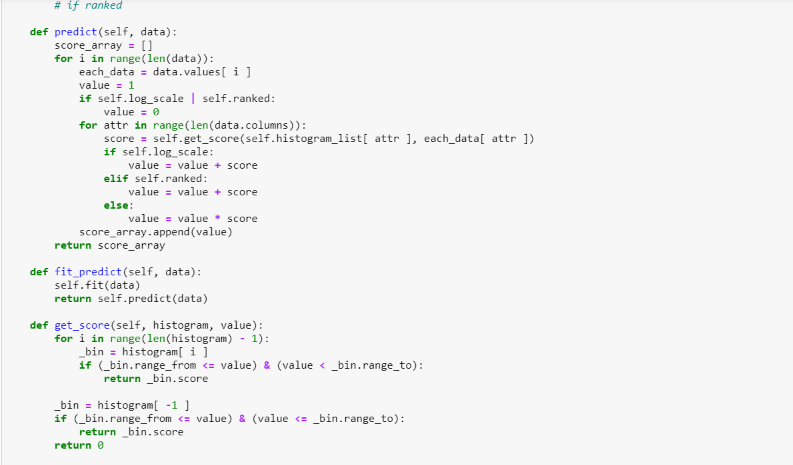 # if ranked
def predict(self, data):
score_array = []
for i in range(len(data)):
each_data = data.values[ i ]
value = 1
if self.log_scale | self.ranked:
value = 0
for attr in range(len(data.columns)):
score = self.get_score(self.histogram_list[ attr ], each_data[ attr ])
if self.log_scale:
value = value + score
elif self.ranked:
value = value + score
else:
value = value * score
score_array.append(value)
return score_array
def fit_predict(self, data):
self.fit(data)
return self.predict(data)
def get_score(self, histogram, value):
for i in range(len(histogram) - 1):
_bin = histogram[ i ]
if (_bin.range_from <= value) & (value < _bin.range_to):
return _bin.score
_bin = histogram[ -1 ]
if (_bin.range_from <= value) & (value <= _bin.range_to):
return _bin.score
return 0